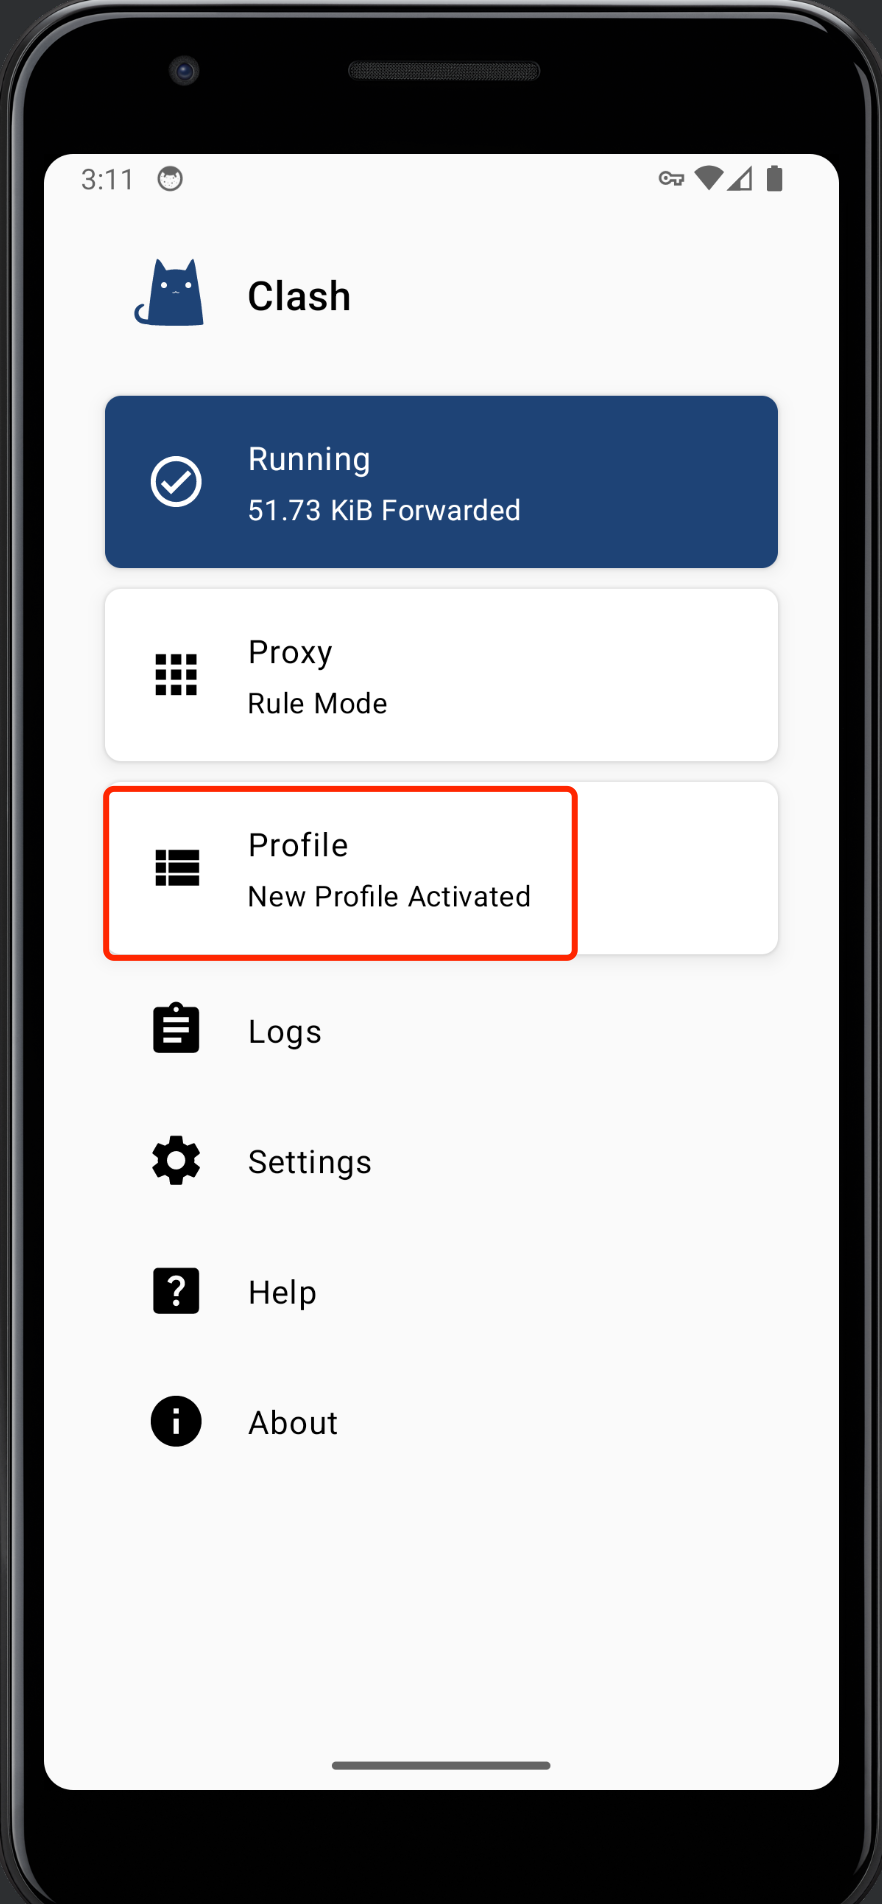 3:11
Clash
Running
51.73 KiB Forwarded
Proxy
Rule Mode
Profile
New Profile Activated
Logs
Settings
Help
About